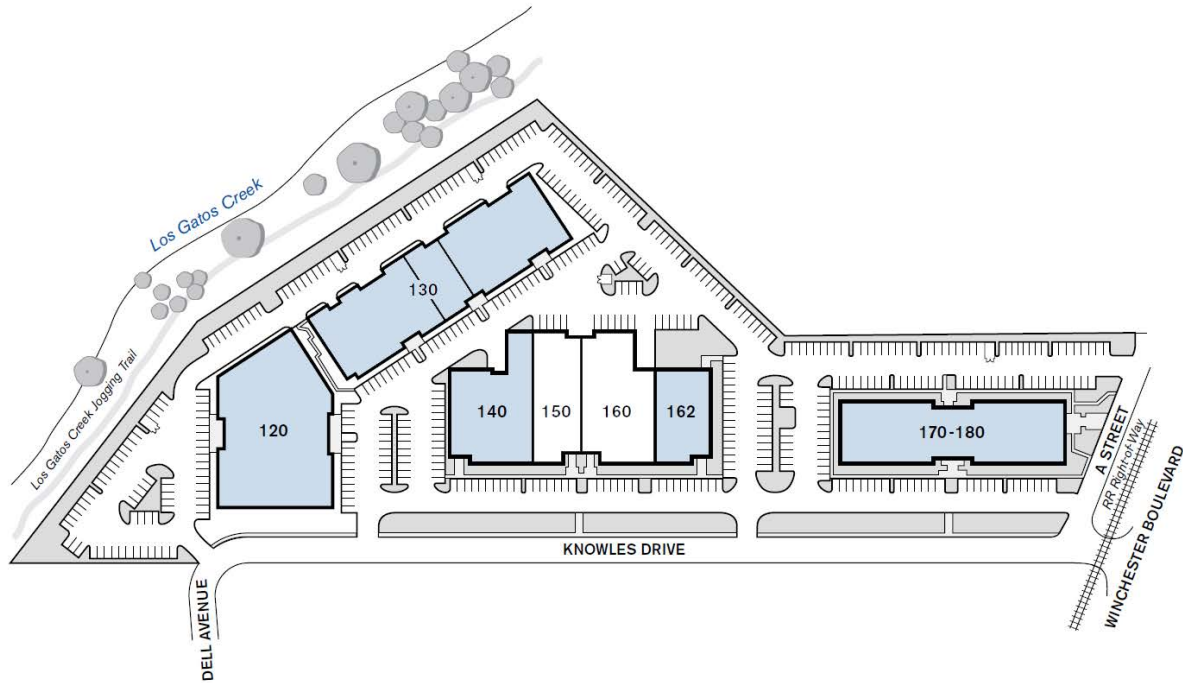 Los Gatos Creek
Los Gatos Creek Jogging Trail
130
120
140
150
160
162
170-180
A STREET
RR Right-of-Way
WINCHESTER BOULEVARD
KNOWLES DRIVE
DELL AVENUE